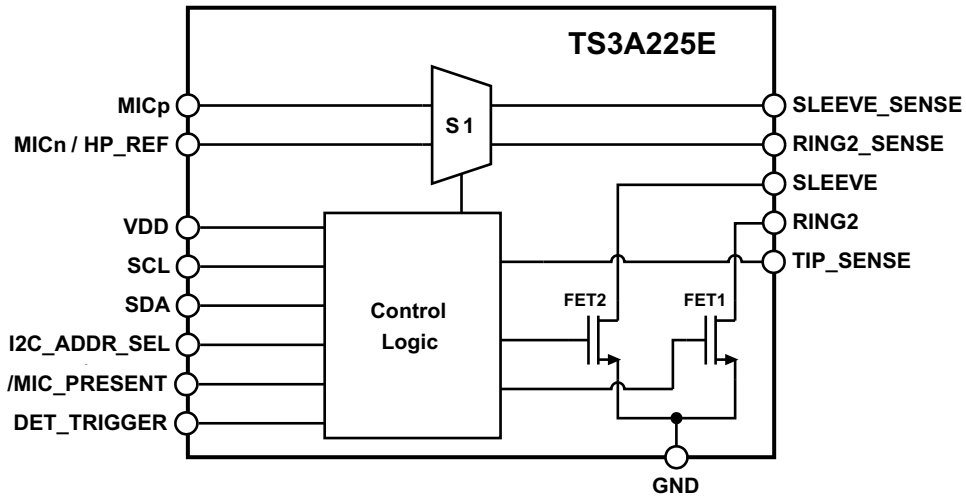 TS3A225E
MICp
MICn / HP_REF
S1
SLEEVE_SENSE
RING2_SENSE
SLEEVE
RING2
TIP_SENSE
VDD
SCL
SDA
I2C_ADDR_SEL
/MIC_PRESENT
DET_TRIGGER
Control
Logic
FET2
FET1
GND